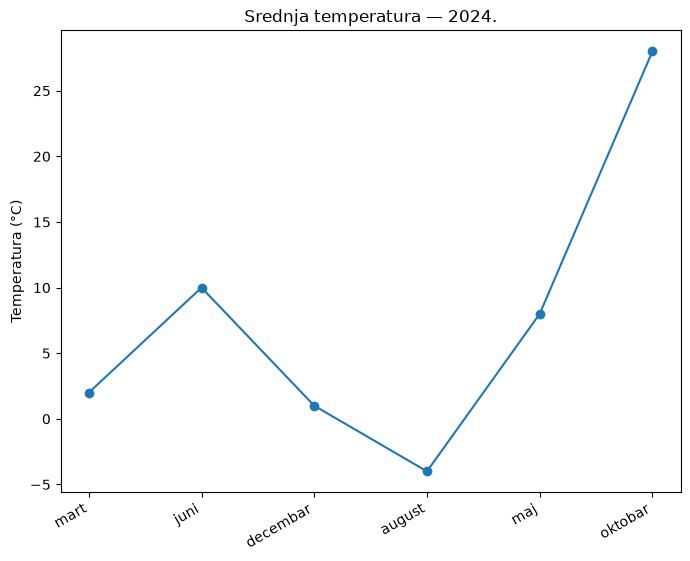 Srednja temperatura — 2024.
Temperatura (°C)
25
20
15
10
5
0
−5
mart
juni
decembar
august
maj
oktobar